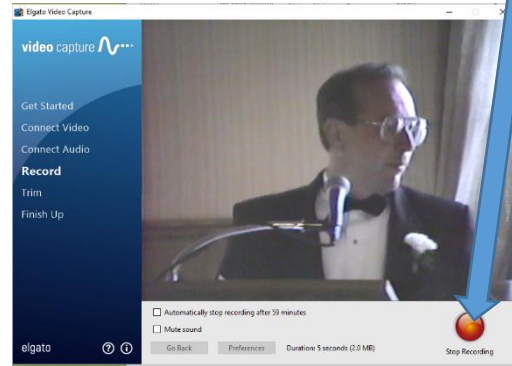 Elgato Video Capture
video capture
Get Started
Connect Video
Connect Audio
Record
Trim
Finish Up
Automatically stop recording after 59 minutes
Mute sound
elgato
Go Back
Preferences
Duration: 5 seconds (2.0 MB)
Stop Recording